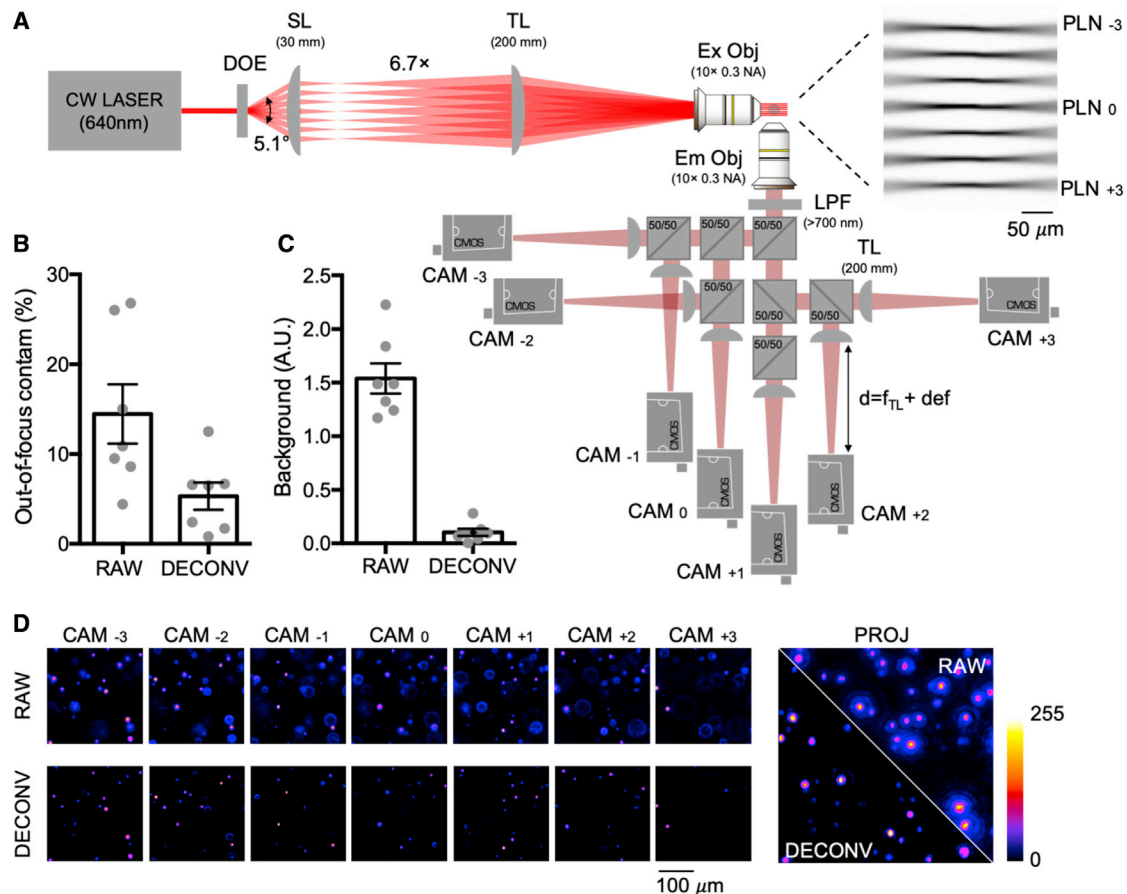 A
SL
(30 mm)
TL
(200 mm)
DOE
6.7×
CW LASER
(640nm)
5.1°
Ex Obj
(10× 0.3 NA)
Em Obj
(10× 0.3 NA)
PLN -3
PLN 0
PLN +3
50 µm
LPF
(>700 nm)
50/50
50/50
50/50
TL
(200 mm)
CMOS
CAM -3
50/50
50/50
50/50
CMOS
CAM -2
CMOS
CAM +3
50/50
d=fTL+ def
CMOS
CAM -1
CMOS
CAM 0
CMOS
CAM +1
CMOS
CAM +2
B
Out-of-focus contam (%)
30
20
10
0
RAW
DECONV
C
Background (A.U.)
2.5
2.0
1.5
1.0
0.5
0.0
RAW
DECONV
D
CAM -3
CAM -2
CAM -1
CAM 0
CAM +1
CAM +2
CAM +3
RAW
DECONV
100 µm
PROJ
RAW
DECONV
255
0